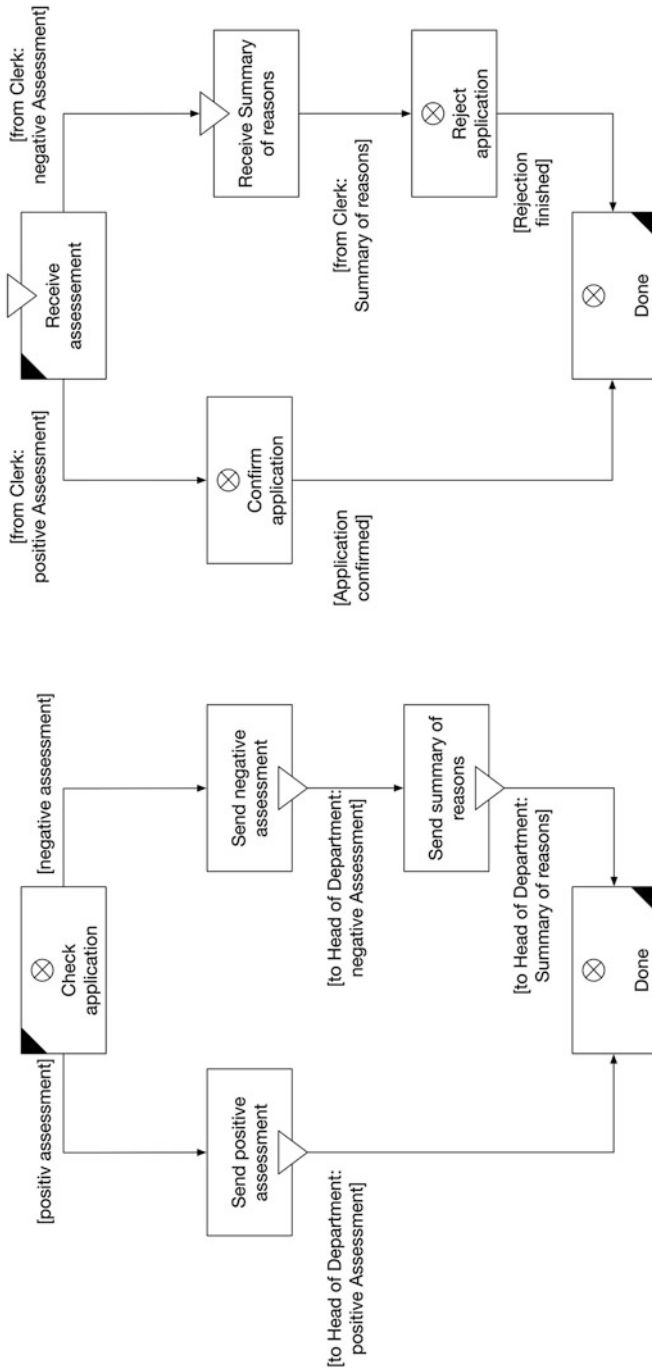 [positiv assessment]
Check
application
[negative assessment]
Send positive
assessment
Send negative
assessment
[to Head of Department:
positive Assessment]
[to Head of Department:
negative Assessment]
Send summary of
reasons
[to Head of Department:
Summary of reasons]
Done
[from Clerk:
positive Assessment]
Receive
assessement
[from Clerk:
negative Assessment]
Confirm
application
Receive Summary
of reasons
[Application
confirmed]
[from Clerk:
Summary of reasons]
Reject
application
[Rejection
finished]
Done